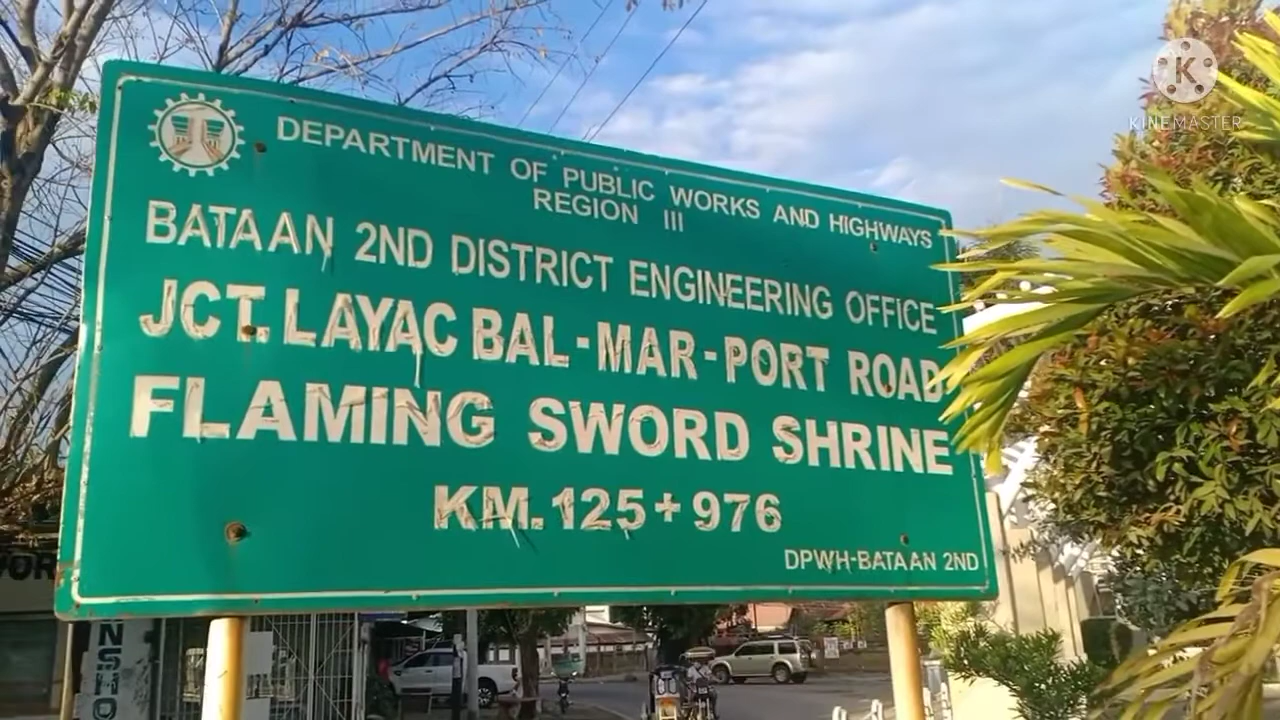 DEPARTMENT OF PUBLIC WORKS AND HIGHWAYS
REGION III
BATAAN 2ND DISTRICT ENGINEERING OFFICE
JCT. LAYAC BAL-MAR-PORT ROAD
FLAMING SWORD SHRINE
KM. 125+976
DPWH-BATAAN 2ND
K
KINEMASTER